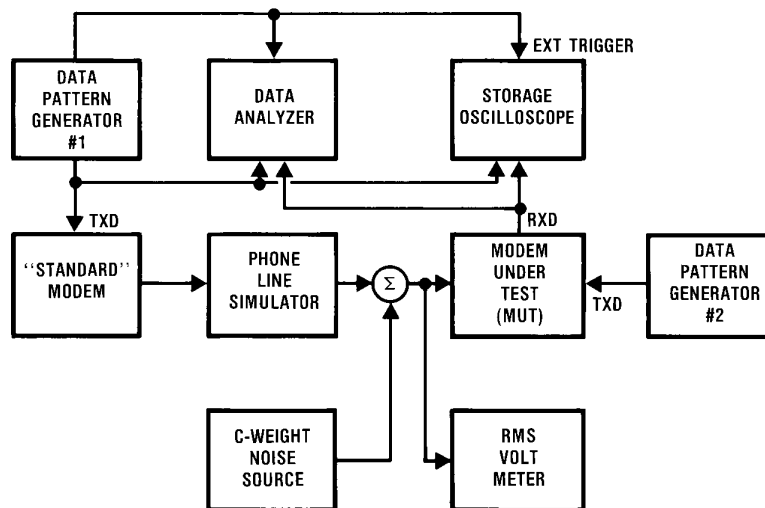 EXT TRIGGER
DATA
PATTERN
GENERATOR
#1
DATA
ANALYZER
STORAGE
OSCILLOSCOPE
TXD
RXD
"STANDARD"
MODEM
PHONE
LINE
SIMULATOR
Σ
MODEM
UNDER
TEST
(MUT)
TXD
DATA
PATTERN
GENERATOR
#2
C-WEIGHT
NOISE
SOURCE
RMS
VOLT
METER